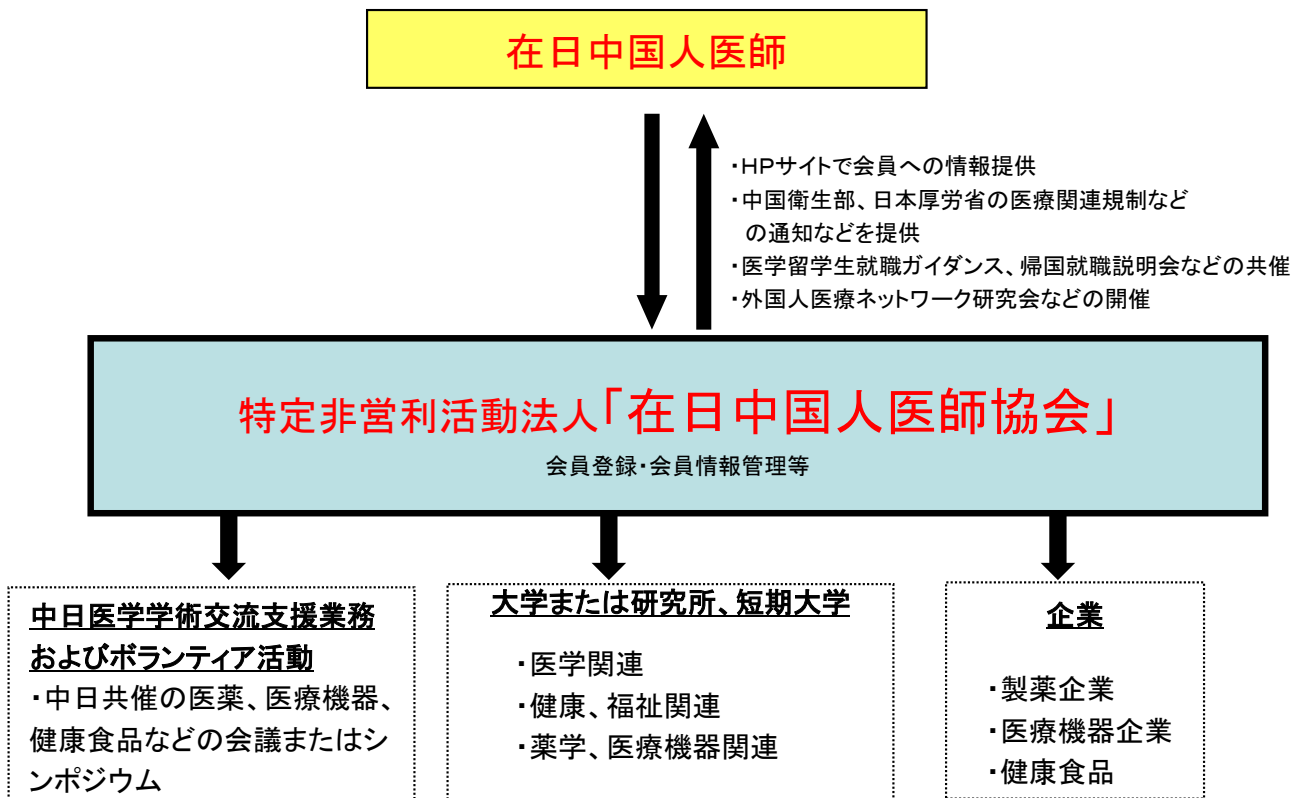 在日中国人医師
・HPサイトで会員への情報提供
・中国衛生部、日本厚労省の医療関連規制など
の通知などを提供
・医学留学生就職ガイダンス、帰国就職説明会などの共催
・外国人医療ネットワーク研究会などの開催
特定非営利活動法人「在日中国人医師協会」
会員登録・会員情報管理等
中日医学学術交流支援業務
およびボランティア活動
・中日共催の医薬、医療機器、
健康食品などの会議またはシ
ンポジウム
大学または研究所、短期大学
・医学関連
・健康、福祉関連
・薬学、医療機器関連
企業
・製薬企業
・医療機器企業
・健康食品